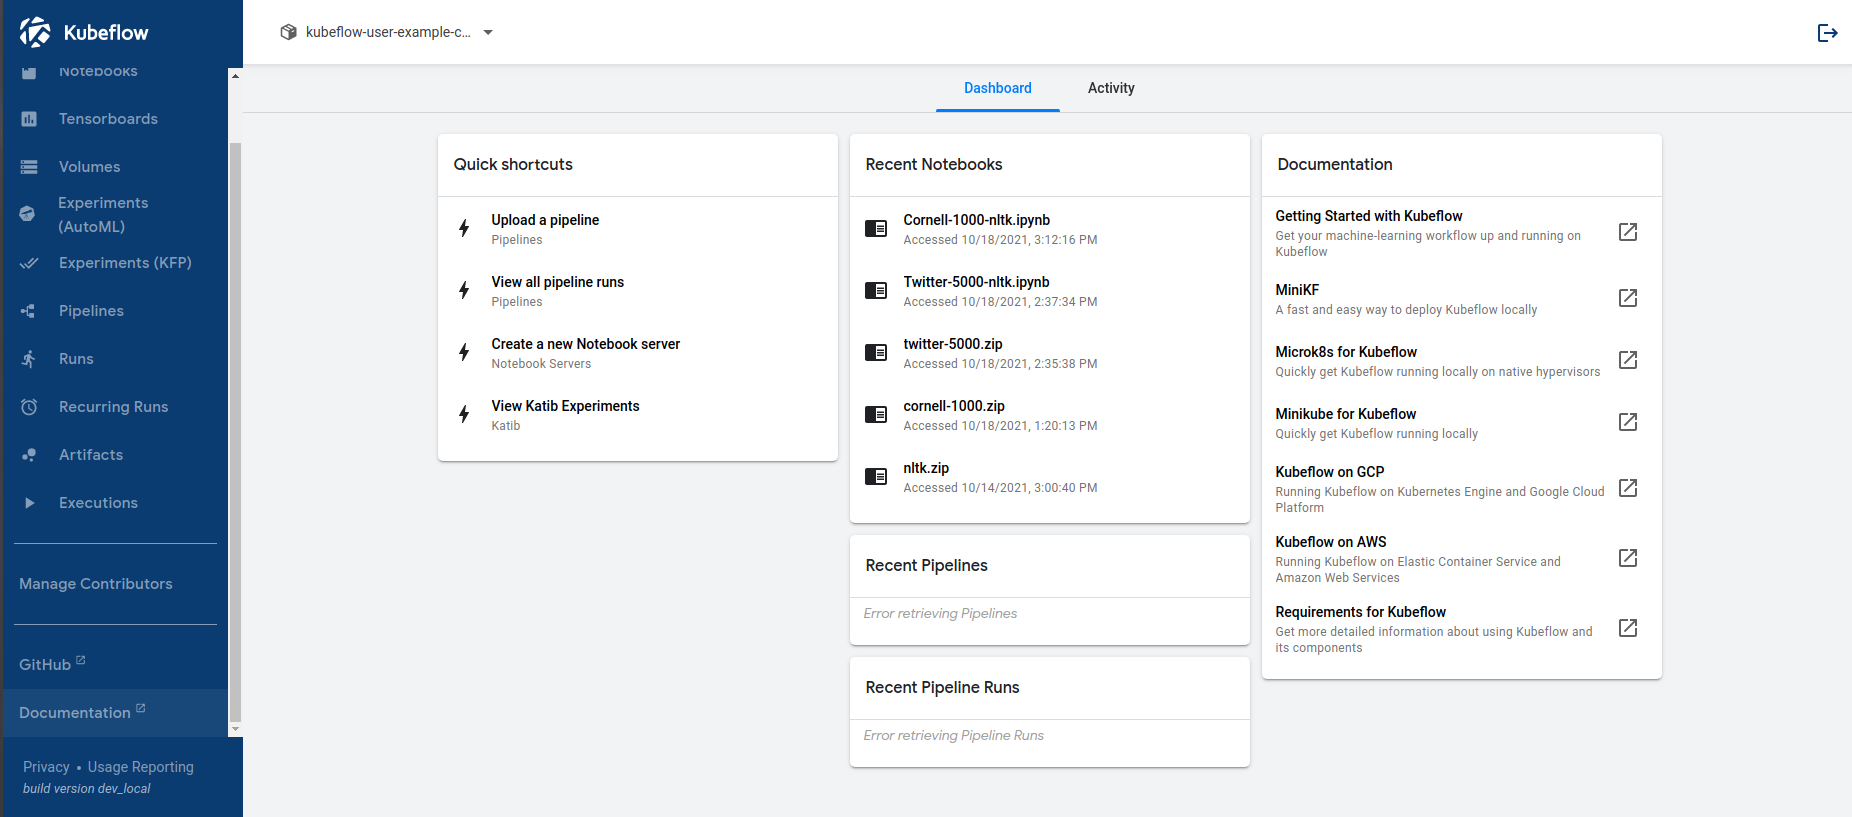 Kubeflow
Notebooks
Tensorboards
Volumes
Experiments
(AutoML)
Experiments (KFP)
Pipelines
Runs
Recurring Runs
Artifacts
Executions
Manage Contributors
GitHub
Documentation
Privacy • Usage Reporting
build version dev_local
kubeflow-user-example-c...
Dashboard
Activity
Quick shortcuts
Upload a pipeline
Pipelines
View all pipeline runs
Pipelines
Create a new Notebook server
Notebook Servers
View Katib Experiments
Katib
Recent Notebooks
Cornell-1000-nltk.ipynb
Accessed 10/18/2021, 3:12:16 PM
Twitter-5000-nltk.ipynb
Accessed 10/18/2021, 2:37:34 PM
twitter-5000.zip
Accessed 10/18/2021, 2:35:38 PM
cornell-1000.zip
Accessed 10/18/2021, 1:20:13 PM
nltk.zip
Accessed 10/14/2021, 3:00:40 PM
Recent Pipelines
Error retrieving Pipelines
Recent Pipeline Runs
Error retrieving Pipeline Runs
Documentation
Getting Started with Kubeflow
Get your machine-learning workflow up and running on
Kubeflow
MiniKF
A fast and easy way to deploy Kubeflow locally
Microk8s for Kubeflow
Quickly get Kubeflow running locally on native hypervisors
Minikube for Kubeflow
Quickly get Kubeflow running locally
Kubeflow on GCP
Running Kubeflow on Kubernetes Engine and Google Cloud
Platform
Kubeflow on AWS
Running Kubeflow on Elastic Container Service and
Amazon Web Services
Requirements for Kubeflow
Get more detailed information about using Kubeflow and
its components